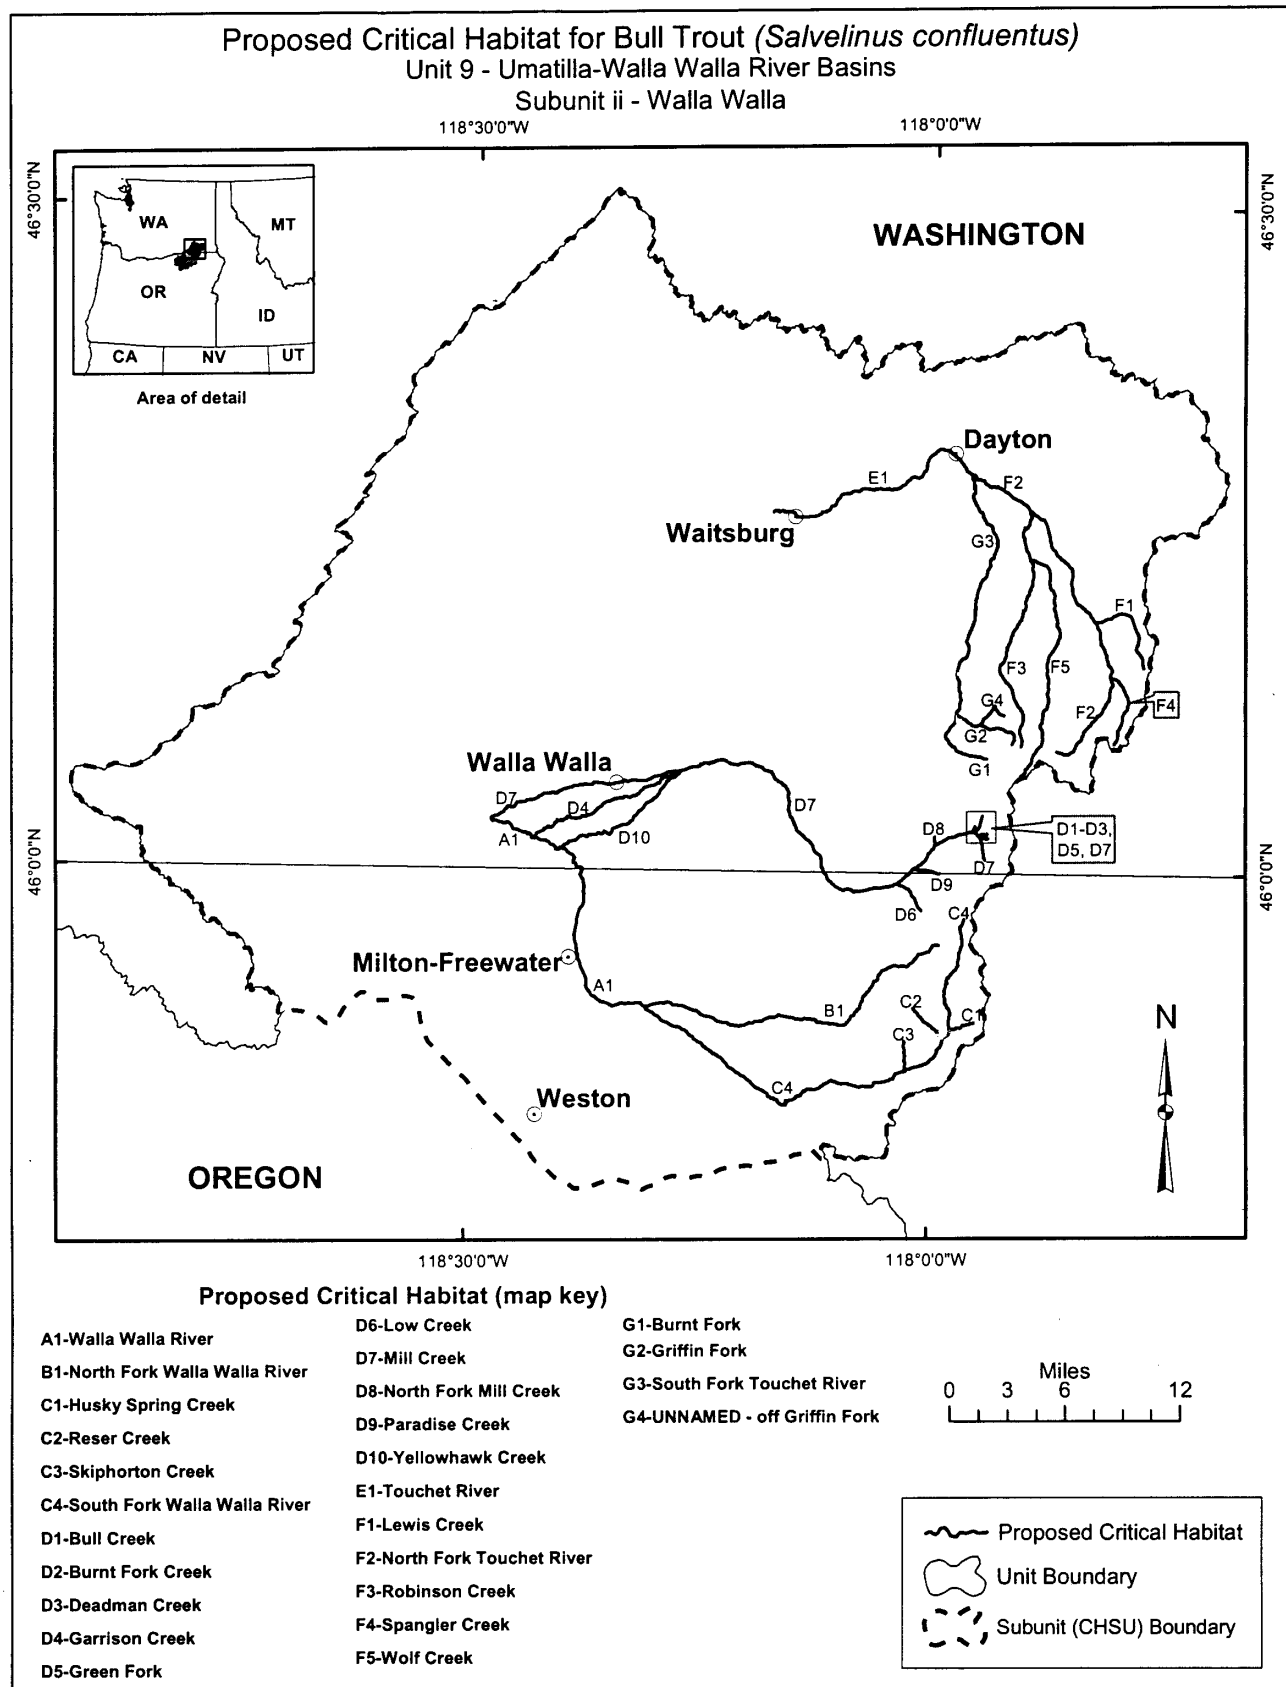 Proposed Critical Habitat for Bull Trout (Salvelinus confluentus)
Unit 9 - Umatilla-Walla Walla River Basins
Subunit ii - Walla Walla
118°30'0"W
118°0'0"W
46°30'0"N
46°30'0"N
WA
MT
OR
ID
CA
NV
UT
Area of detail
WASHINGTON
Dayton
E1
F2
Waitsburg
G3
F1
F3
F5
G4
F2
F4
G2
G1
Walla Walla
D7
D4
D7
A1
D10
D8
D1-D3,
D5, D7
D7
46°0'0"N
46°0'0"N
D9
D6
C4
Milton-Freewater
A1
B1
C2
C1
C3
N
C4
Weston
OREGON
118°30'0"W
118°0'0"W
Proposed Critical Habitat (map key)
A1-Walla Walla River
B1-North Fork Walla Walla River
C1-Husky Spring Creek
C2-Reser Creek
C3-Skiphorton Creek
C4-South Fork Walla Walla River
D1-Bull Creek
D2-Burnt Fork Creek
D3-Deadman Creek
D4-Garrison Creek
D5-Green Fork
D6-Low Creek
D7-Mill Creek
D8-North Fork Mill Creek
D9-Paradise Creek
D10-Yellowhawk Creek
E1-Touchet River
F1-Lewis Creek
F2-North Fork Touchet River
F3-Robinson Creek
F4-Spangler Creek
F5-Wolf Creek
G1-Burnt Fork
G2-Griffin Fork
G3-South Fork Touchet River
G4-UNNAMED - off Griffin Fork
Miles
0 3 6 12
Proposed Critical Habitat
Unit Boundary
Subunit (CHSU) Boundary